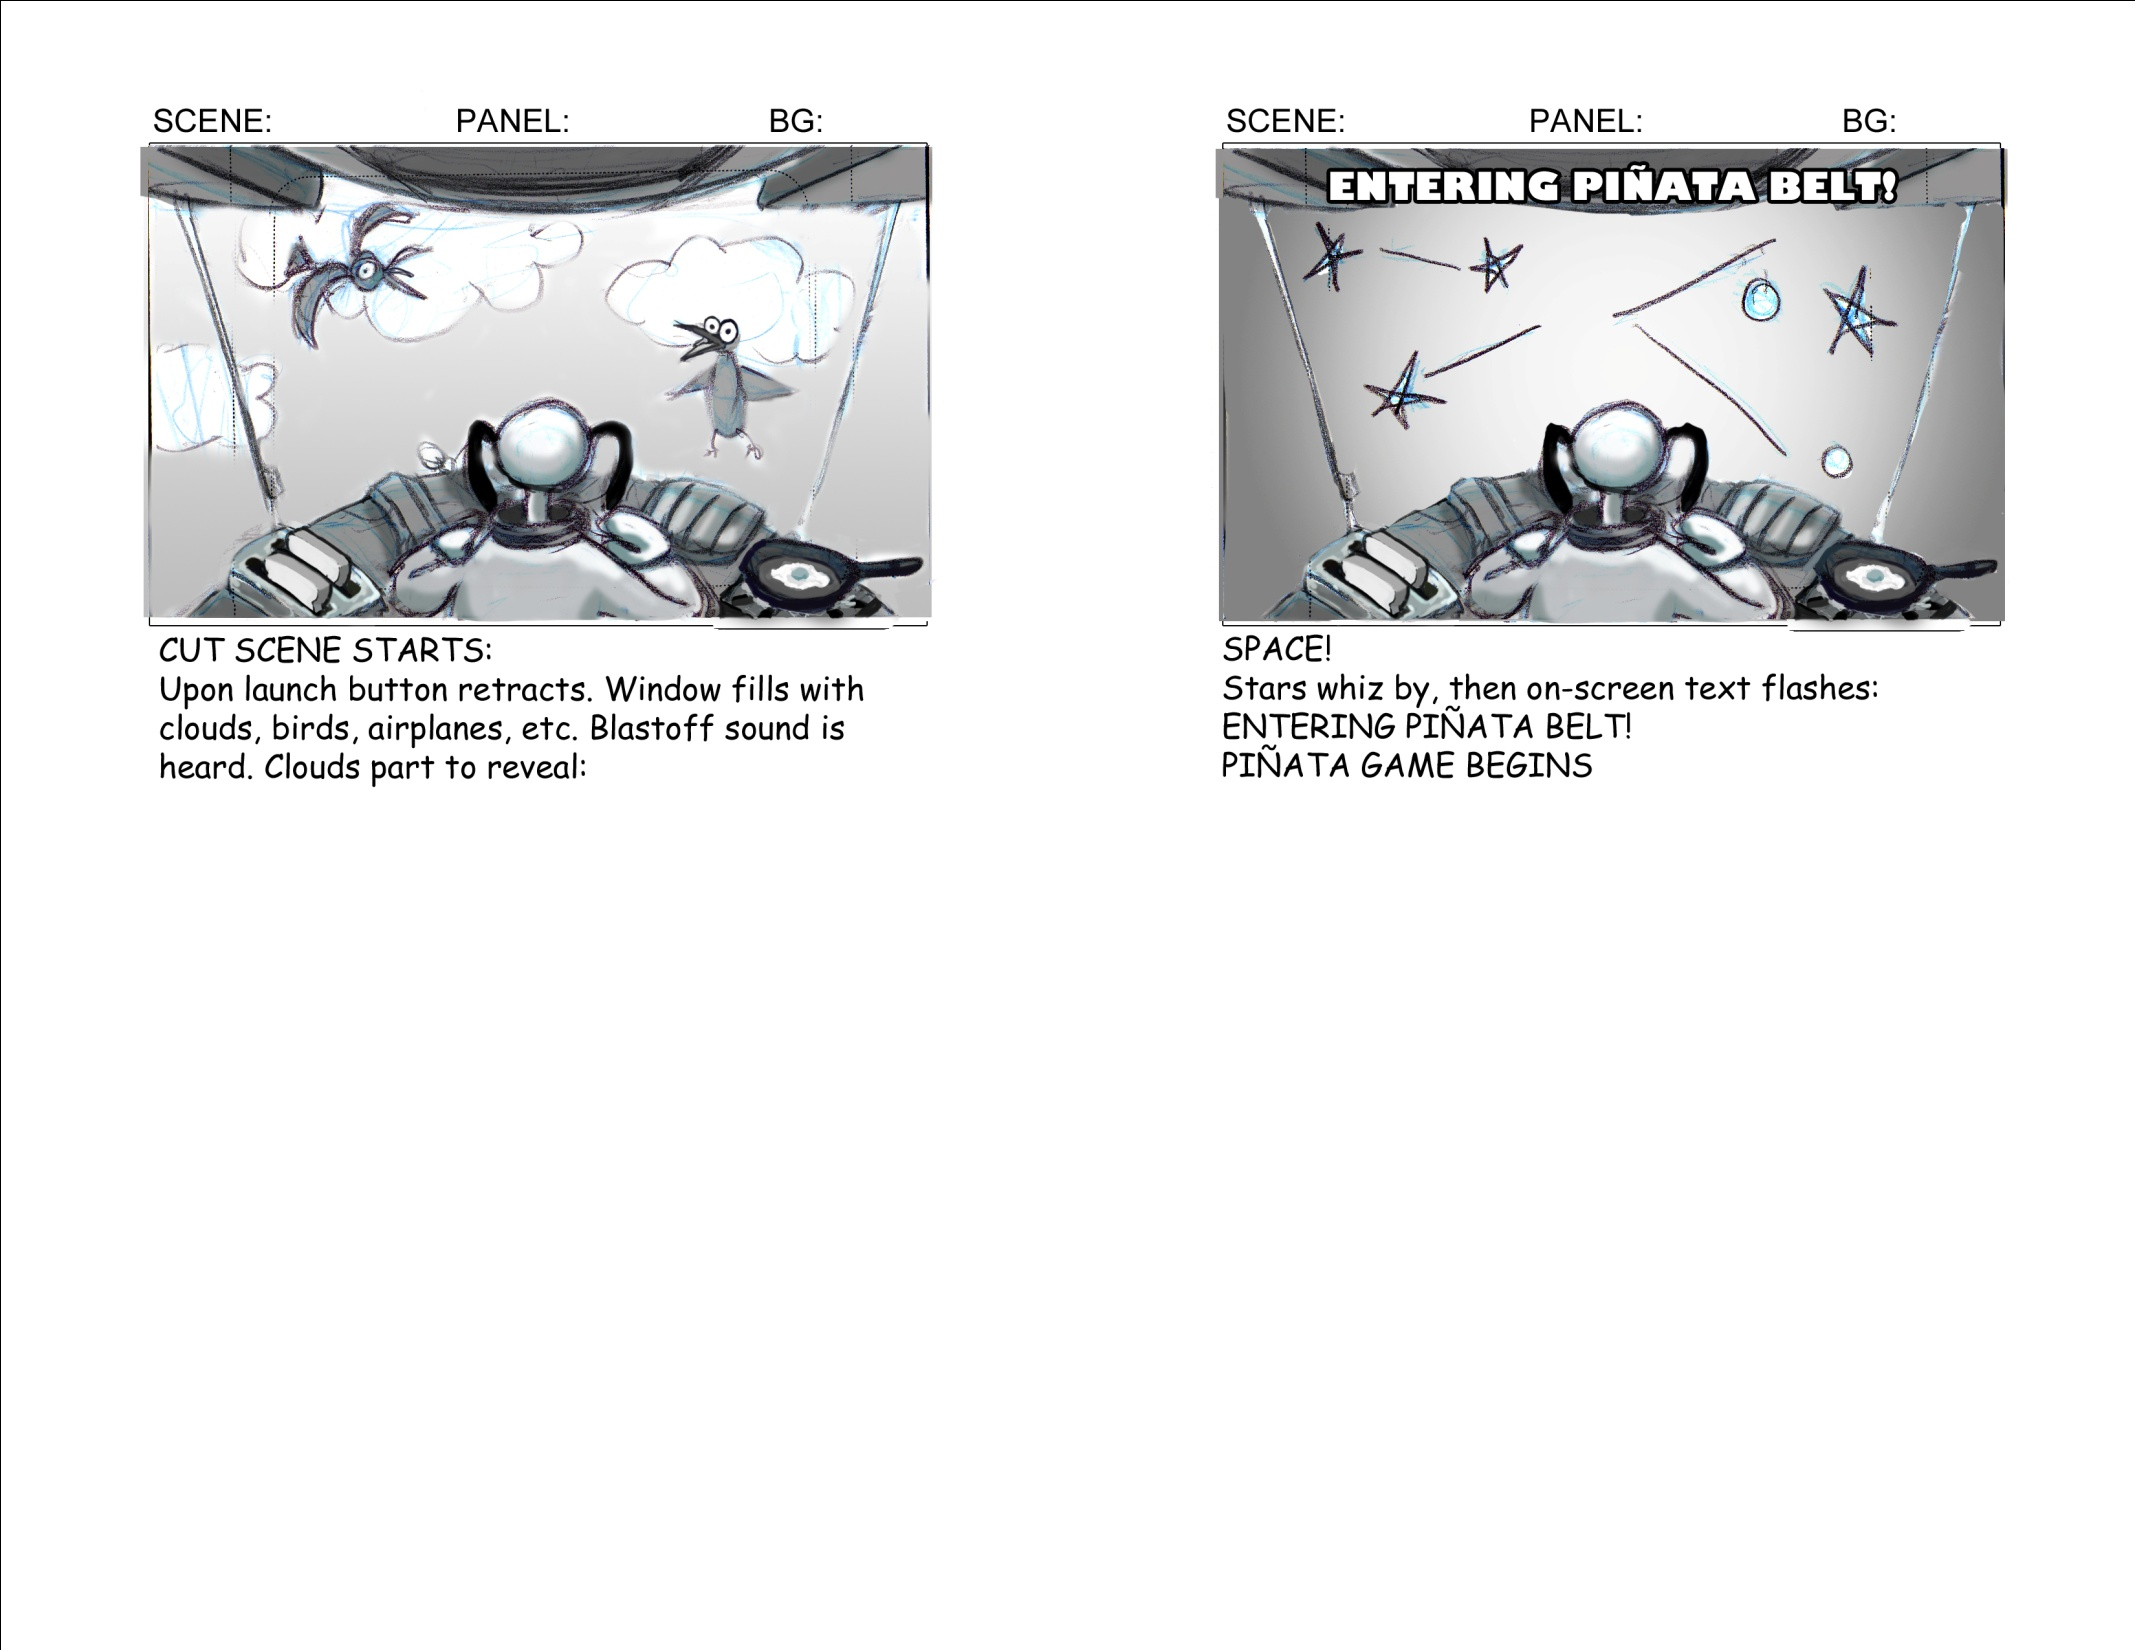 SCENE: PANEL: BG:
CUT SCENE STARTS:
Upon launch button retracts. Window fills with
clouds, birds, airplanes, etc. Blastoff sound is
heard. Clouds part to reveal:
SCENE: PANEL: BG:
ENTERING PIÑATA BELT!
SPACE!
Stars whiz by, then on-screen text flashes:
ENTERING PIÑATA BELT!
PIÑATA GAME BEGINS